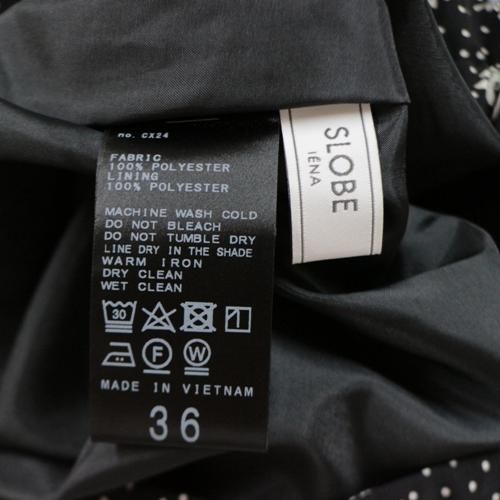 No. CX24
FABRIC
100% POLYESTER
LINING
100% POLYESTER
MACHINE WASH COLD
DO NOT BLEACH
DO NOT TUMBLE DRY
LINE DRY IN THE SHADE
WARM IRON
DRY CLEAN
WET CLEAN
30
F W
MADE IN VIETNAM
36
SLOBE
IÉNA